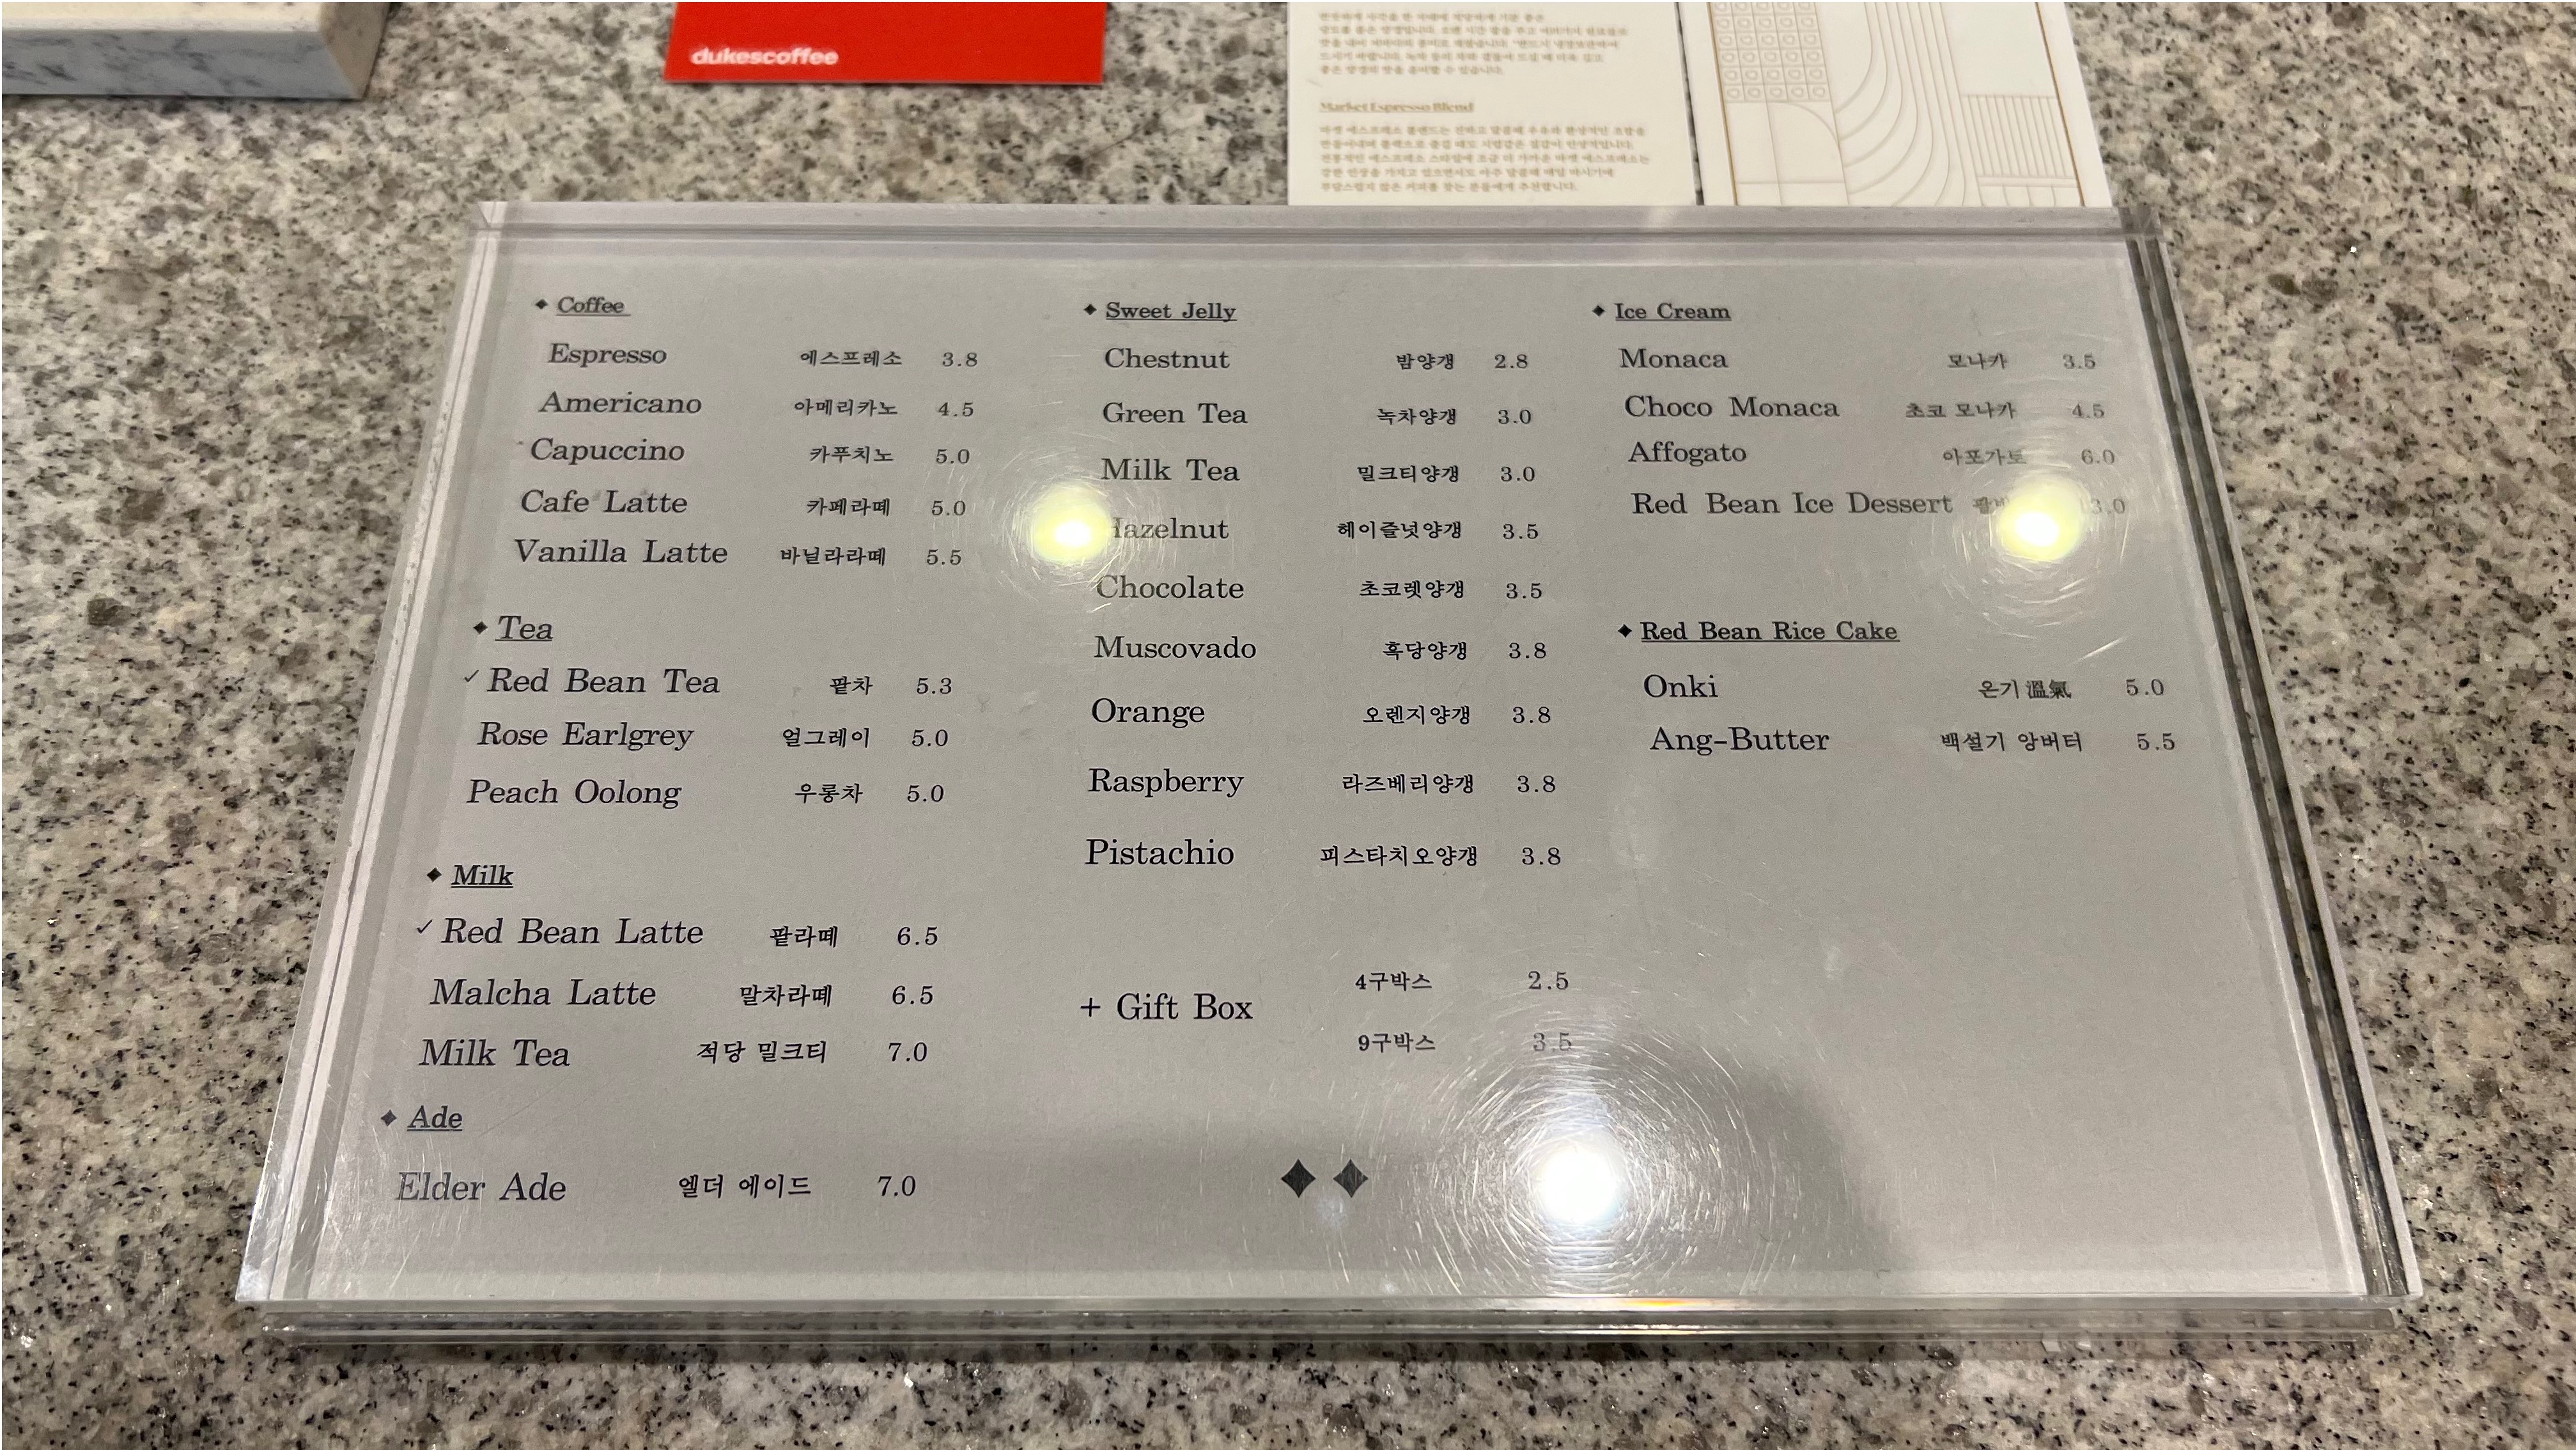 dukescoffee
Market Espresso Blend
◆ Coffee
Espresso 에스프레소 3.8
Americano 아메리카노 4.5
Capuccino 카푸치노 5.0
Cafe Latte 카페라떼 5.0
Vanilla Latte 바닐라라떼 5.5
◆ Tea
✓ Red Bean Tea 팥차 5.3
Rose Earlgrey 얼그레이 5.0
Peach Oolong 우롱차 5.0
◆ Milk
✓ Red Bean Latte 팥라떼 6.5
Malcha Latte 말차라떼 6.5
Milk Tea 적당 밀크티 7.0
◆ Ade
Elder Ade 엘더 에이드 7.0
◆ Sweet Jelly
Chestnut 밤양갱 2.8
Green Tea 녹차양갱 3.0
Milk Tea 밀크티양갱 3.0
Hazelnut 헤이즐넛양갱 3.5
Chocolate 초코렛양갱 3.5
Muscovado 흑당양갱 3.8
Orange 오렌지양갱 3.8
Raspberry 라즈베리양갱 3.8
Pistachio 피스타치오양갱 3.8
+ Gift Box
4구박스 2.5
9구박스 3.5
◆ Ice Cream
Monaca 모나카 3.5
Choco Monaca 초코 모나카 4.5
Affogato 아포가토 6.0
Red Bean Ice Dessert
◆ Red Bean Rice Cake
Onki 온기 溫氣 5.0
Ang-Butter 백설기 앙버터 5.5